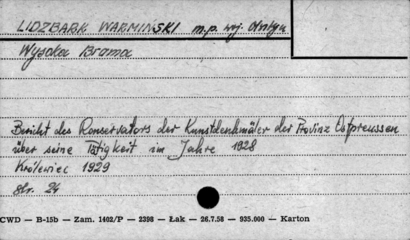 LIDZBARK WARMIŃSKI m.p. woj. olsztyn
Wysoka Brama
Bericht des Konservators der Kunstdenkmäler der Provinz Ostpreussen
über seine Tätigkeit im Jahre 1928
Królewiec 1929
str. 24
CWD — B-15b — Zam. 1402/P — 2398 — Łak — 26.7.58 — 935.000 — Karton